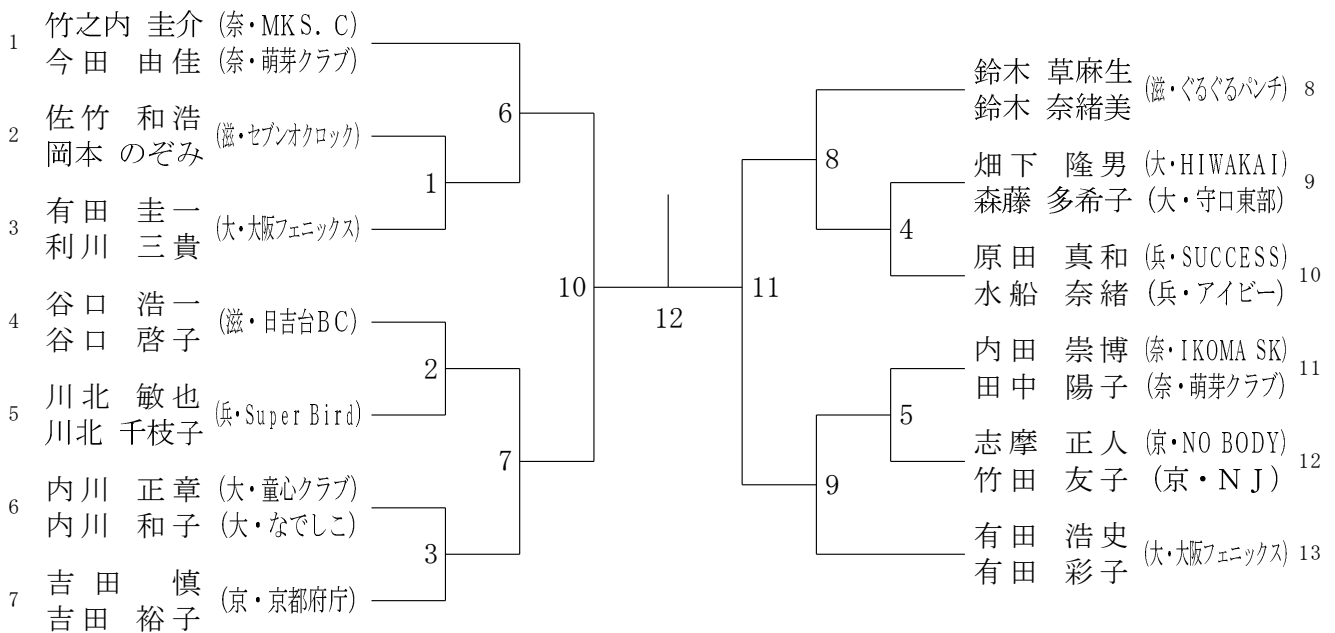 1 竹之内 圭介 (奈・MKS.C)
今田 由佳 (奈・萌芽クラブ)
2 佐竹 和浩 (滋・セブンオクロック)
岡本 のぞみ
3 有田 圭一 (大・大阪フェニックス)
利川 三貴
4 谷口 浩一 (滋・日吉台BC)
谷口 啓子
5 川北 敏也 (兵・Super Bird)
川北 千枝子
6 内川 正章 (大・童心クラブ)
内川 和子 (大・なでしこ)
7 吉田 慎 (京・京都府庁)
吉田 裕子
6
1
10
2
7
3
12
8
11
4
5
9
鈴木 草麻生 (滋・ぐるぐるパンチ) 8
鈴木 奈緒美
畑下 隆男 (大・HIWAKAI) 9
森藤 多希子 (大・守口東部)
原田 真和 (兵・SUCCESS) 10
水船 奈緒 (兵・アイビー)
内田 崇博 (奈・IKOMA SK) 11
田中 陽子 (奈・萌芽クラブ)
志摩 正人 (京・NO BODY) 12
竹田 友子 (京・NJ)
有田 浩史 (大・大阪フェニックス) 13
有田 彩子